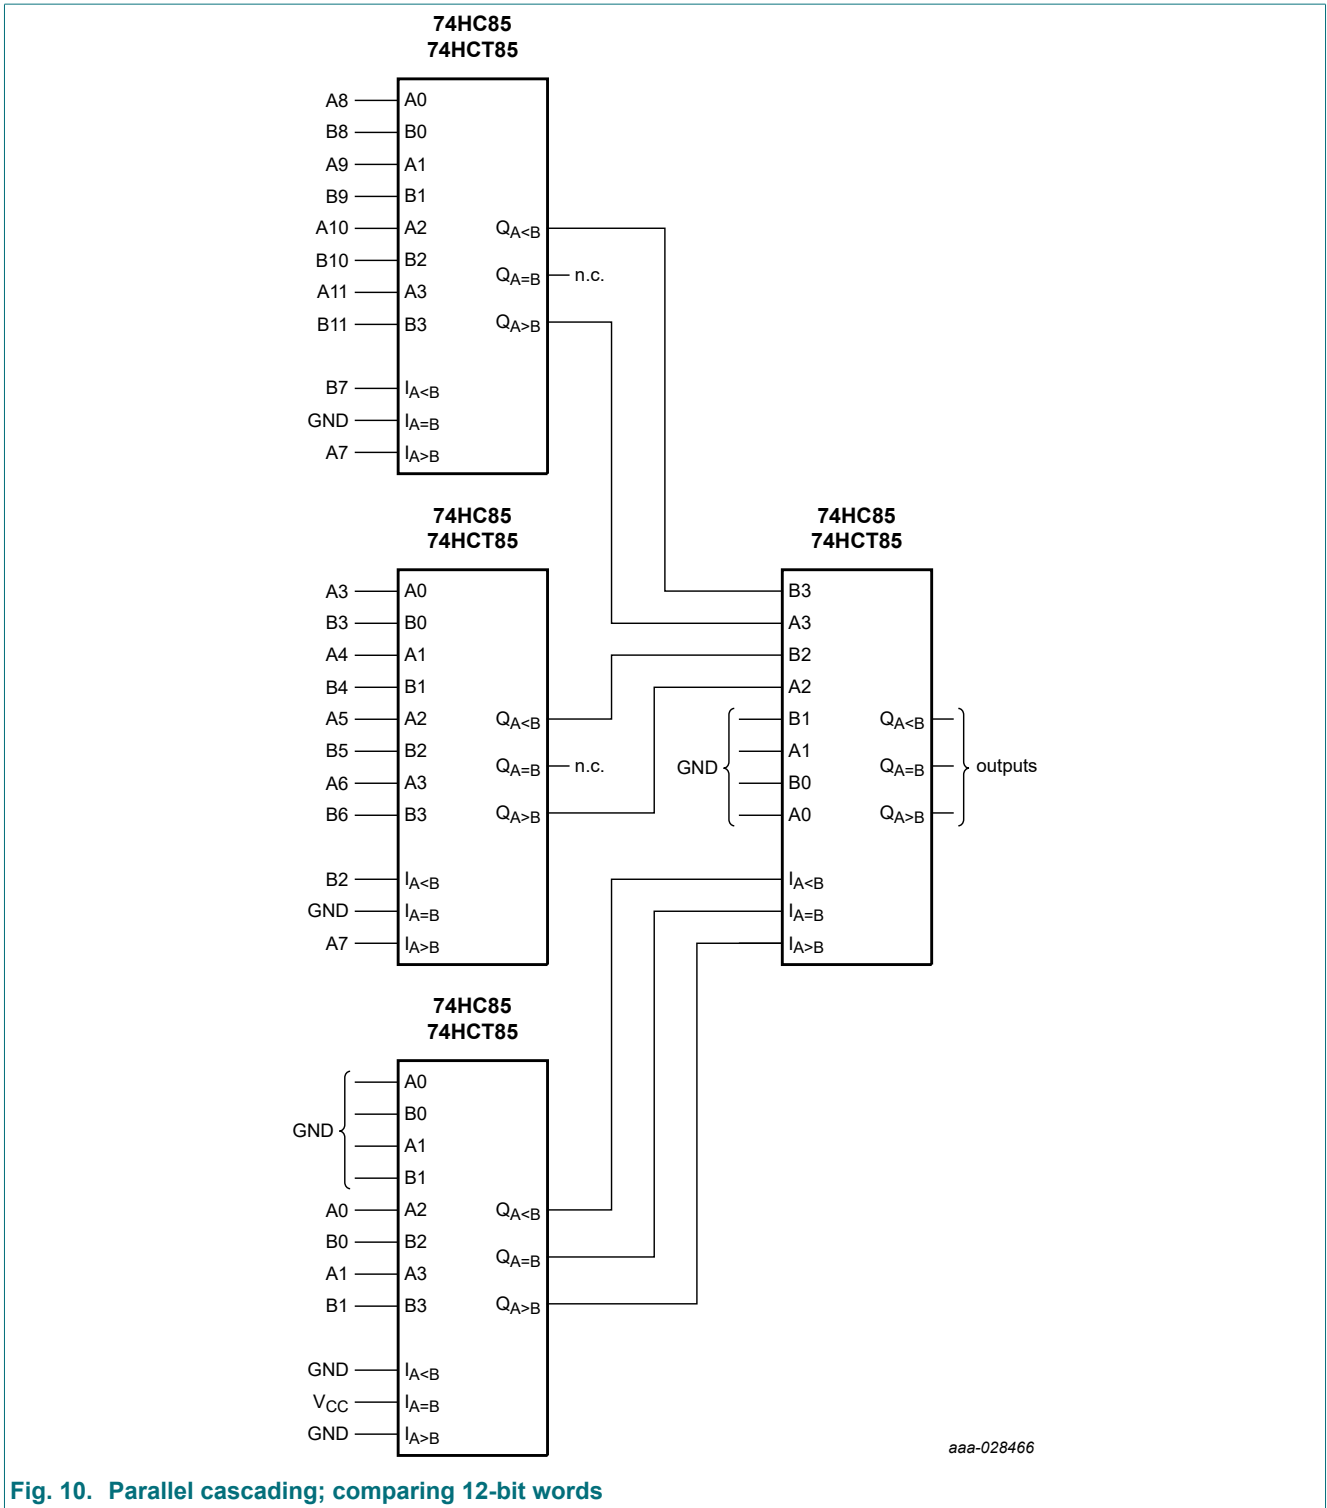 74HC85
74HCT85
A8 A0
B8 B0
A9 A1
B9 B1
A10 A2 QA<B
B10 B2
QA=B n.c.
A11 A3
B11 B3 QA>B
B7 IA<B
GND IA=B
A7 IA>B
74HC85
74HCT85
A3 A0
B3 B0
A4 A1
B4 B1
A5 A2 QA<B
B5 B2
QA=B n.c.
A6 A3
B6 B3 QA>B
B2 IA<B
GND IA=B
A7 IA>B
74HC85
74HCT85
B3
A3
B2
A2
GND
B1 QA<B
A1
QA=B outputs
B0
A0 QA>B
IA<B
IA=B
IA>B
74HC85
74HCT85
GND
A0
B0
A1
B1
A0 A2 QA<B
B0 B2
QA=B
A1 A3
B1 B3 QA>B
GND IA<B
VCC IA=B
GND IA>B
aaa-028466
Fig. 10. Parallel cascading; comparing 12-bit words